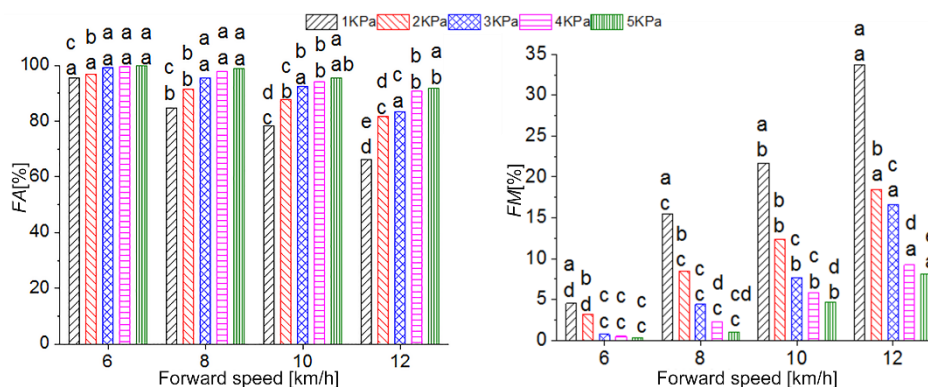 1KPa 2KPa 3KPa 4KPa 5KPa
FA[%]
100
80
60
40
20
0
c b a a a
a a a a a
c b a a a
b b a a a
d c b b a
c b a b ab
e d c b a
d c a b b
6 8 10 12
Forward speed [km/h]
FM[%]
35
30
25
20
15
10
5
0
a b c c c
d d c c c
a b c d cd
c c c c c
a b c c d
b b b b b
a b c d
a a a a
6 8 10 12
Forward speed [km/h]